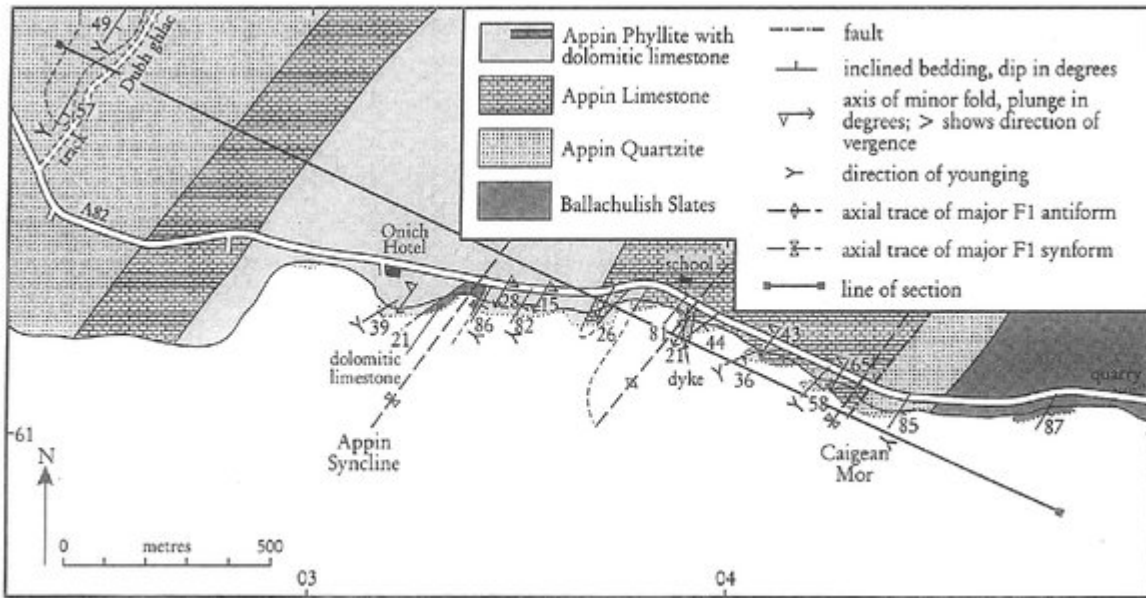 49
Dubh ghlac
track
A82
Onich
Hotel
school
39
21
28
15
86
82
26
81
21
44
dyke
36
43
65
58
85
87
quarry
dolomitic
limestone
Appin
Syncline
Caigean
Mor
61
N
0 metres 500
03
04
Appin Phyllite with
dolomitic limestone
Appin Limestone
Appin Quartzite
Ballachulish Slates
fault
inclined bedding, dip in degrees
axis of minor fold, plunge in
degrees; > shows direction of
vergence
direction of younging
axial trace of major F1 antiform
axial trace of major F1 synform
line of section